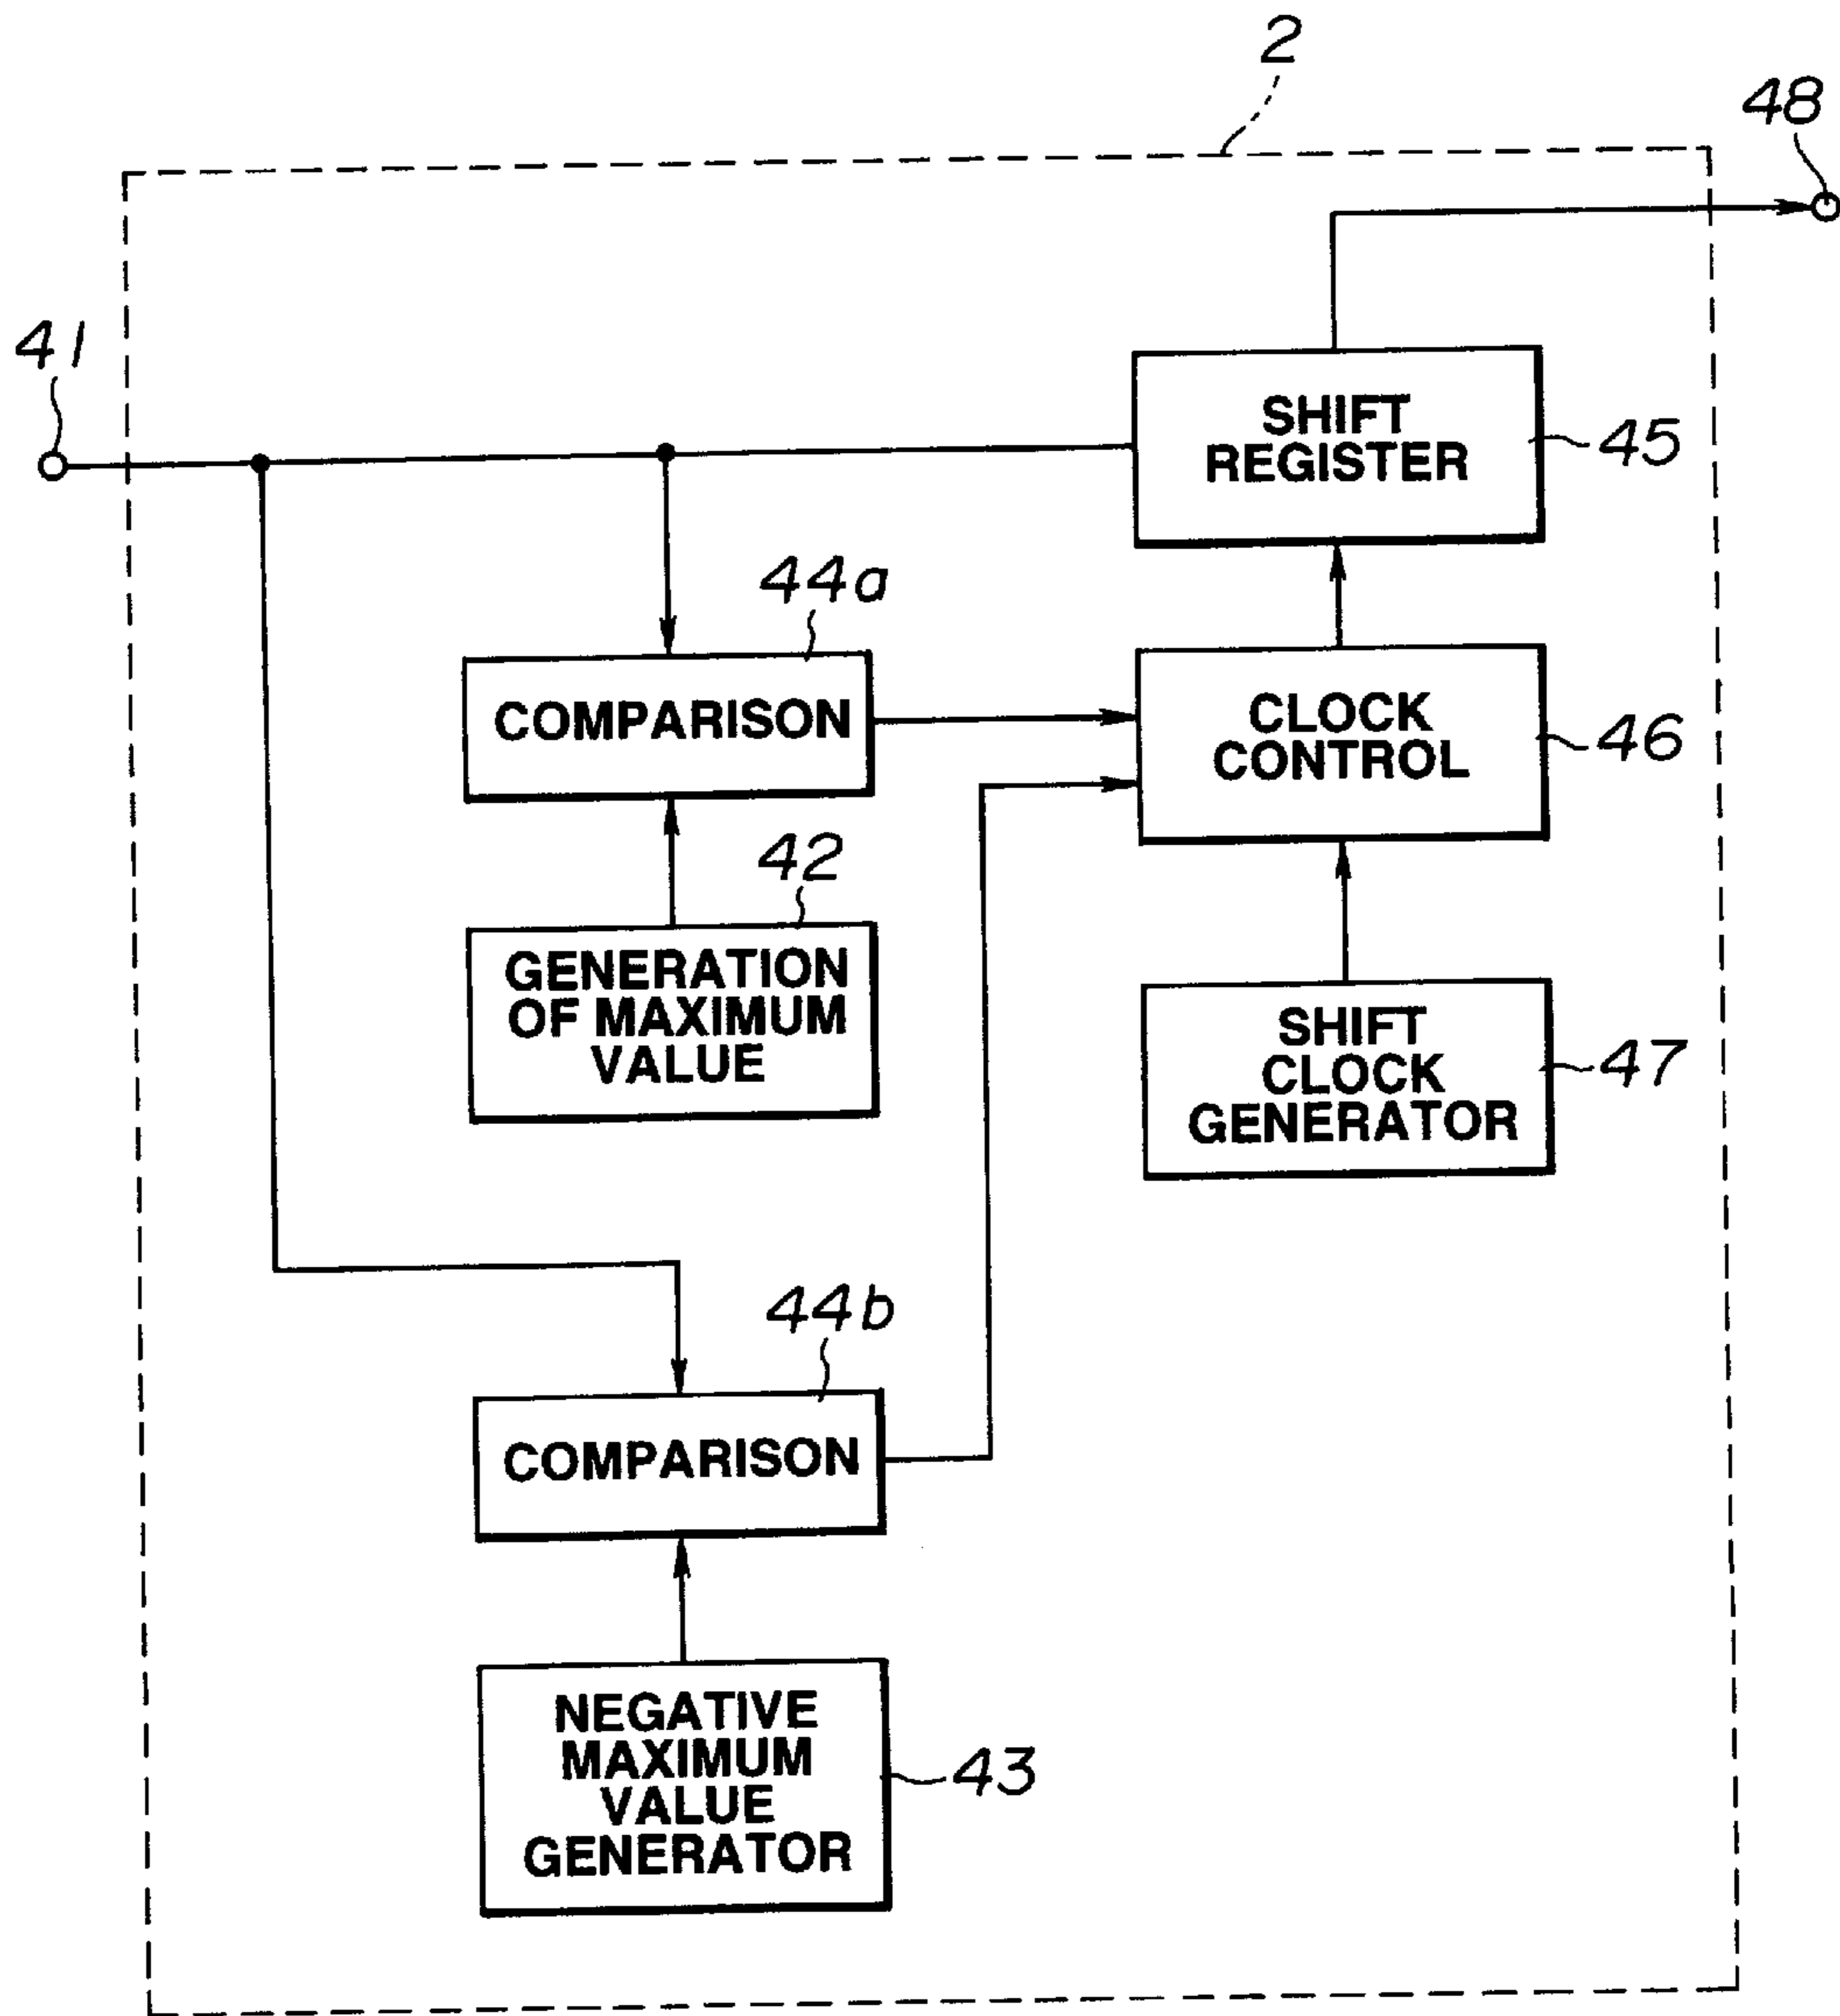 2
48
41
SHIFT
REGISTER
45
44a
COMPARISON
CLOCK
CONTROL
46
42
GENERATION
OF MAXIMUM
VALUE
SHIFT
CLOCK
GENERATOR
47
44b
COMPARISON
NEGATIVE
MAXIMUM
VALUE
GENERATOR
43